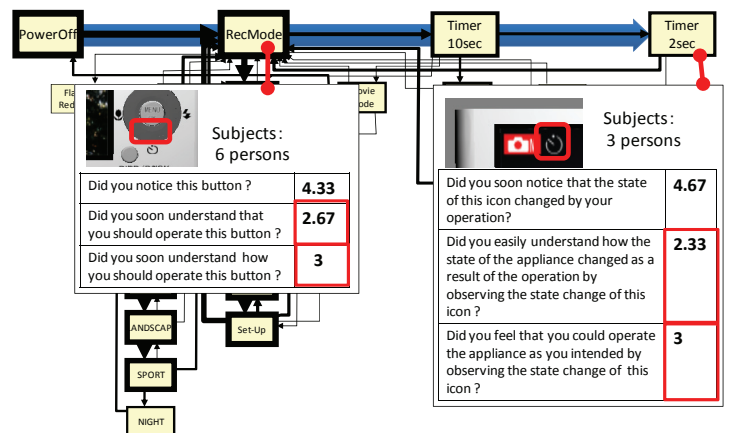 PowerOff
RecMode
Timer
10sec
Timer
2sec
Fla
Red
ovie
ode
MENU
Subjects:
6 persons
Did you notice this button ?
4.33
Did you soon understand that
you should operate this button ?
2.67
Did you soon understand how
you should operate this button ?
3
Subjects:
3 persons
Did you soon notice that the state
of this icon changed by your
operation?
4.67
Did you easily understand how the
state of the appliance changed as a
result of the operation by
observing the state change of this
icon ?
2.33
Did you feel that you could operate
the appliance as you intended by
observing the state change of this
icon ?
3
LANDSCAP
Set-Up
SPORT
NIGHT